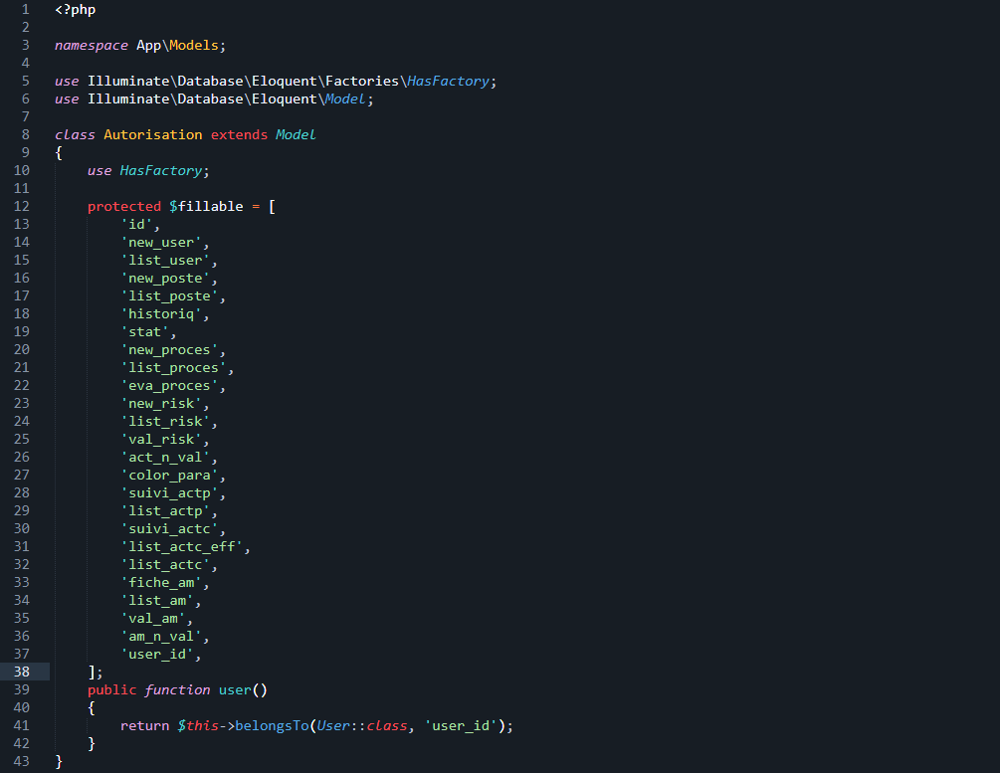 1 <?php
2
3 namespace App\Models;
4
5 use Illuminate\Database\Eloquent\Factories\HasFactory;
6 use Illuminate\Database\Eloquent\Model;
7
8 class Autorisation extends Model
9 {
10     use HasFactory;
11
12     protected $fillable = [
13         'id',
14         'new_user',
15         'list_user',
16         'new_poste',
17         'list_poste',
18         'historiq',
19         'stat',
20         'new_proces',
21         'list_proces',
22         'eva_proces',
23         'new_risk',
24         'list_risk',
25         'val_risk',
26         'act_n_val',
27         'color_para',
28         'suivi_actp',
29         'list_actp',
30         'suivi_actc',
31         'list_actc_eff',
32         'list_actc',
33         'fiche_am',
34         'list_am',
35         'val_am',
36         'am_n_val',
37         'user_id',
38     ];
39     public function user()
40     {
41         return $this->belongsTo(User::class, 'user_id');
42     }
43 }